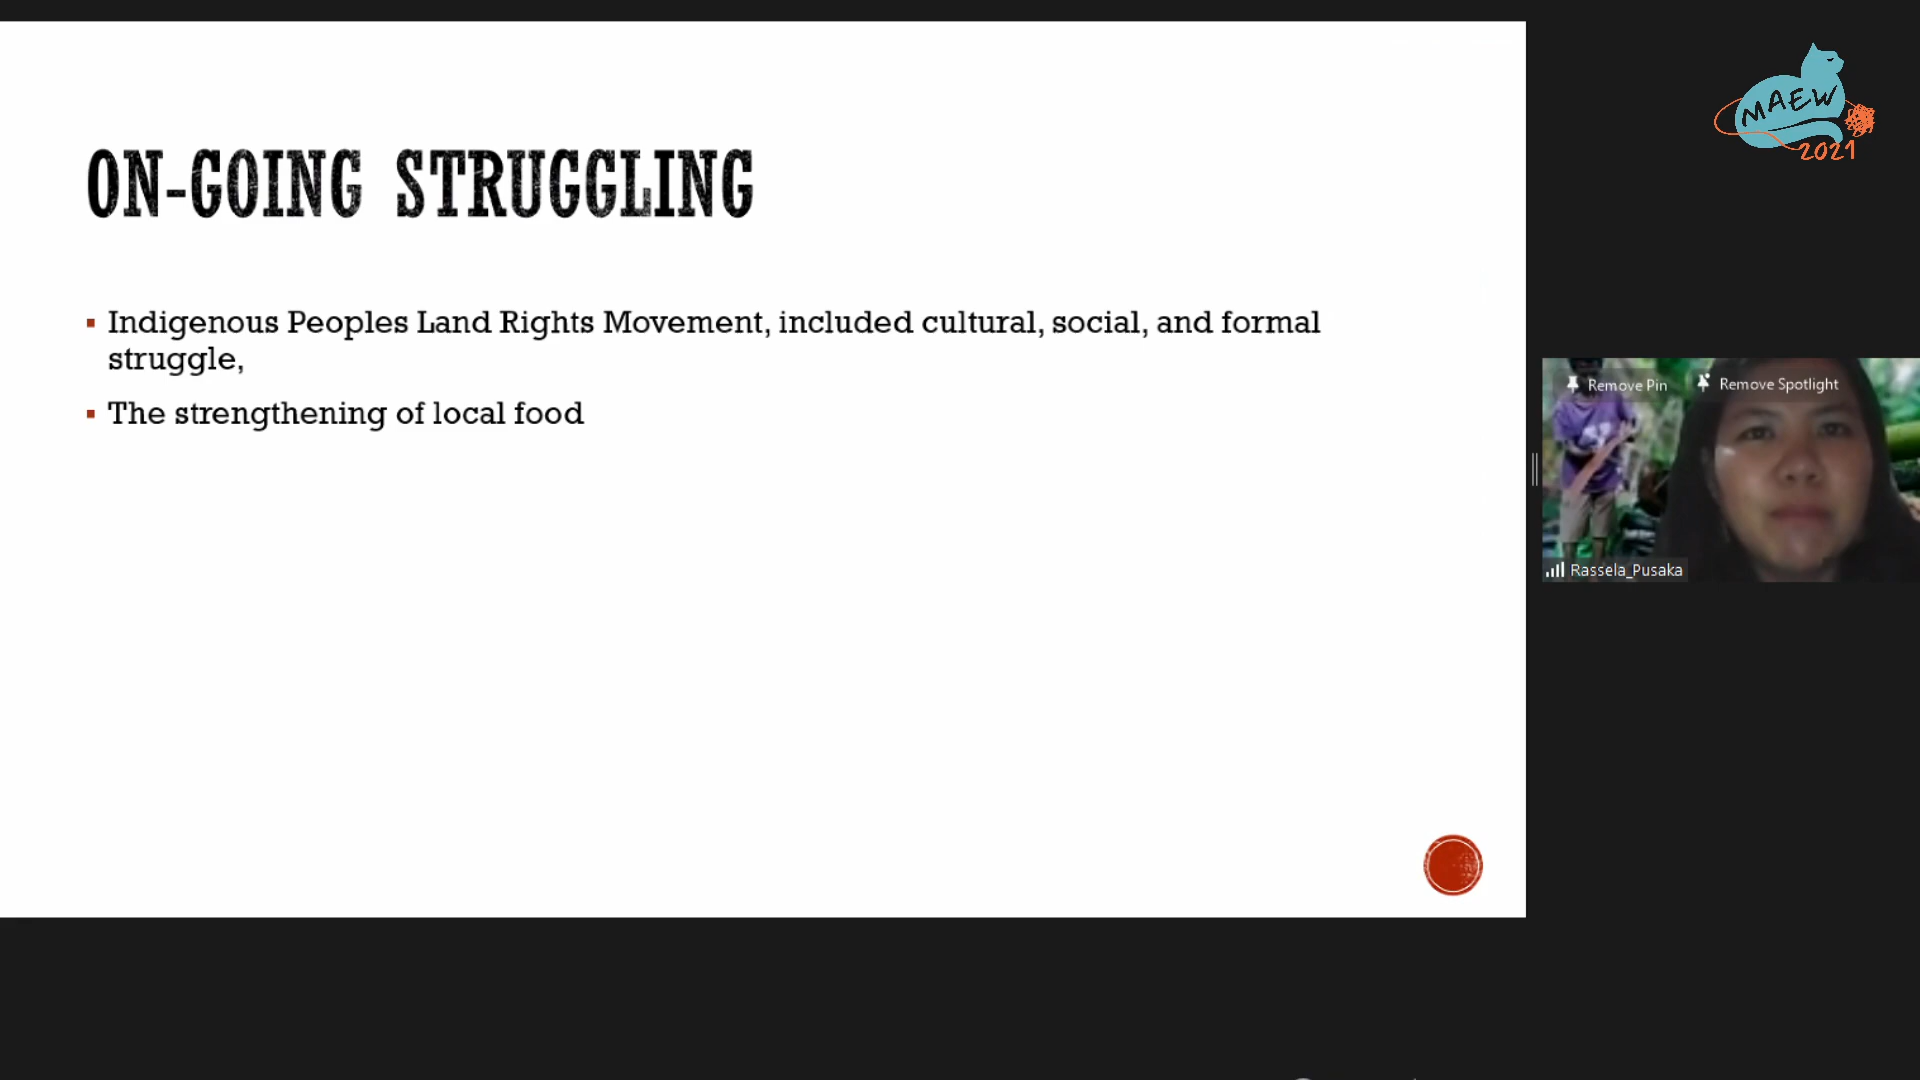 MAEW
2021
ON-GOING STRUGGLING
Indigenous Peoples Land Rights Movement, included cultural, social, and formal
struggle,
The strengthening of local food
Remove Pin
Remove Spotlight
Rassela_Pusaka